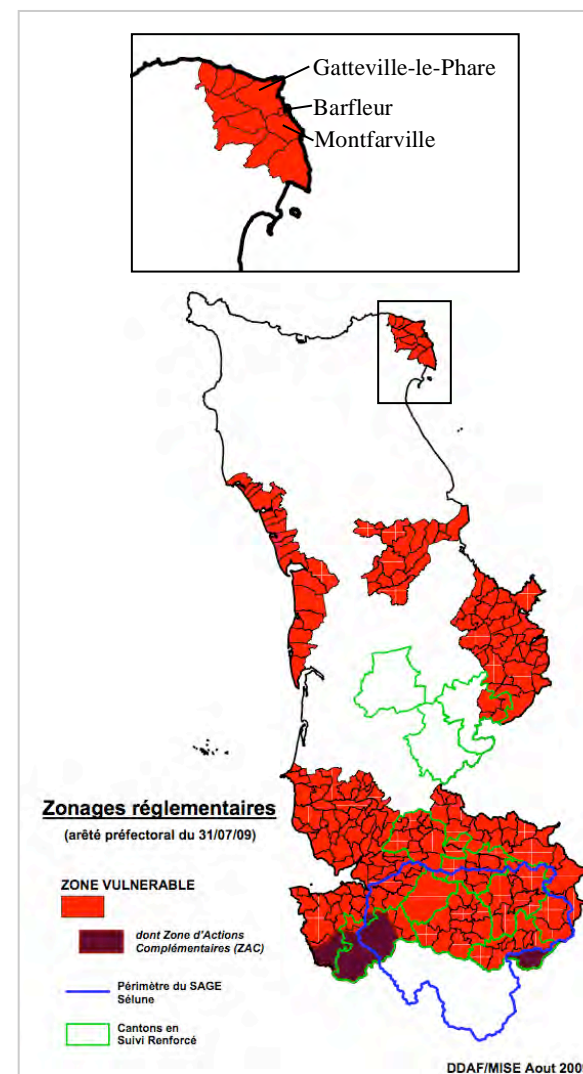 Gatteville-le-Phare
Barfleur
Montfarville
Zonages réglementaires
(arêté préfectoral du 31/07/09)
ZONE VULNERABLE
dont Zone d'Actions
Complémentaires (ZAC)
Périmètre du SAGE
Sélune
Cantons en
Suivi Renforcé
DDAF/MISE Aout 200